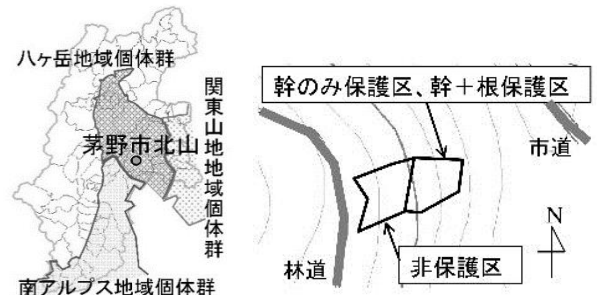 八ヶ岳地域個体群
関東山地地域個体群
茅野市北山
南アルプス地域個体群
幹のみ保護区、幹＋根保護区
市道
N
林道
非保護区